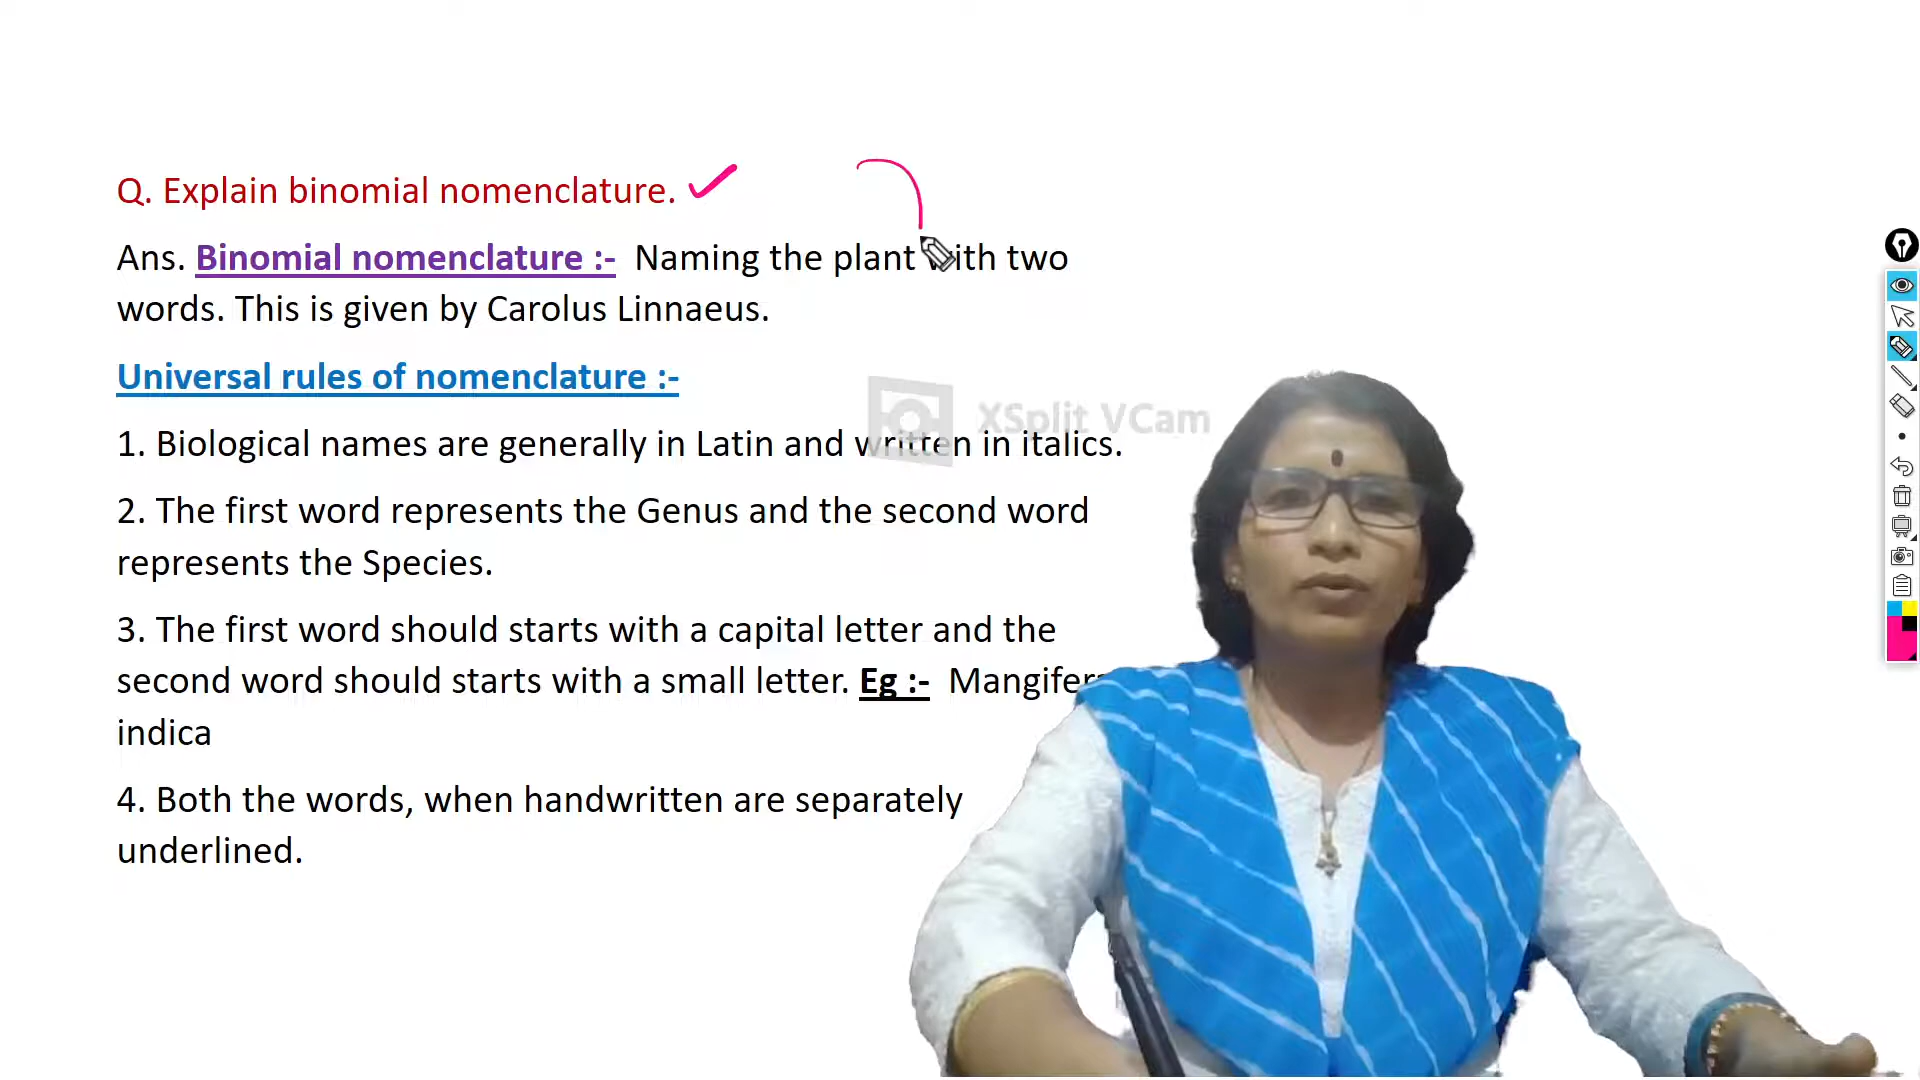 Q. Explain binomial nomenclature.
Ans. Binomial nomenclature :- Naming the plant with two
words. This is given by Carolus Linnaeus.
Universal rules of nomenclature :-
XSplit VCam
1. Biological names are generally in Latin and written in italics.
2. The first word represents the Genus and the second word
represents the Species.
3. The first word should starts with a capital letter and the
second word should starts with a small letter. Eg :- Mangifera
indica
4. Both the words, when handwritten are separately
underlined.